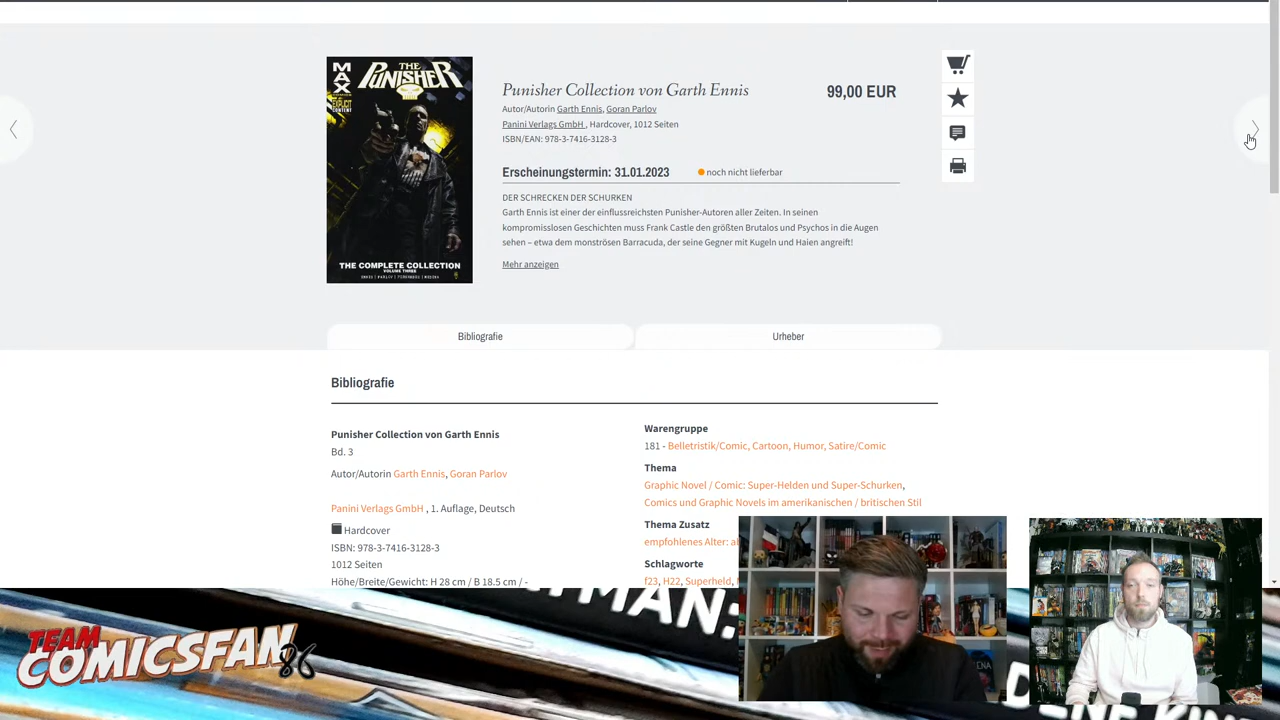 MAX
COMICS
EXPLICIT
CONTENT
THE
PUNISHER
THE COMPLETE COLLECTION
VOLUME THREE
ENNIS | PARLOV | FERNANDEZ | MEDINA
Punisher Collection von Garth Ennis
99,00 EUR
Autor/Autorin Garth Ennis, Goran Parlov
Panini Verlags GmbH , Hardcover, 1012 Seiten
ISBN/EAN: 978-3-7416-3128-3
Erscheinungstermin: 31.01.2023
noch nicht lieferbar
DER SCHRECKEN DER SCHURKEN
Garth Ennis ist einer der einflussreichsten Punisher-Autoren aller Zeiten. In seinen
kompromisslosen Geschichten muss Frank Castle den größten Brutalos und Psychos in die Augen
sehen – etwa dem monströsen Barracuda, der seine Gegner mit Kugeln und Haien angreift!
Mehr anzeigen
Bibliografie
Urheber
Bibliografie
Punisher Collection von Garth Ennis
Bd. 3
Autor/Autorin Garth Ennis, Goran Parlov
Panini Verlags GmbH , 1. Auflage, Deutsch
Hardcover
ISBN: 978-3-7416-3128-3
1012 Seiten
Höhe/Breite/Gewicht: H 28 cm / B 18.5 cm / -
Warengruppe
181 - Belletristik/Comic, Cartoon, Humor, Satire/Comic
Thema
Graphic Novel / Comic: Super-Helden und Super-Schurken,
Comics und Graphic Novels im amerikanischen / britischen Stil
Thema Zusatz
empfohlenes Alter:
Schlagworte
f23, H22, Superheld,
TEAM
COMICSFAN
86
TMAN:
ENA